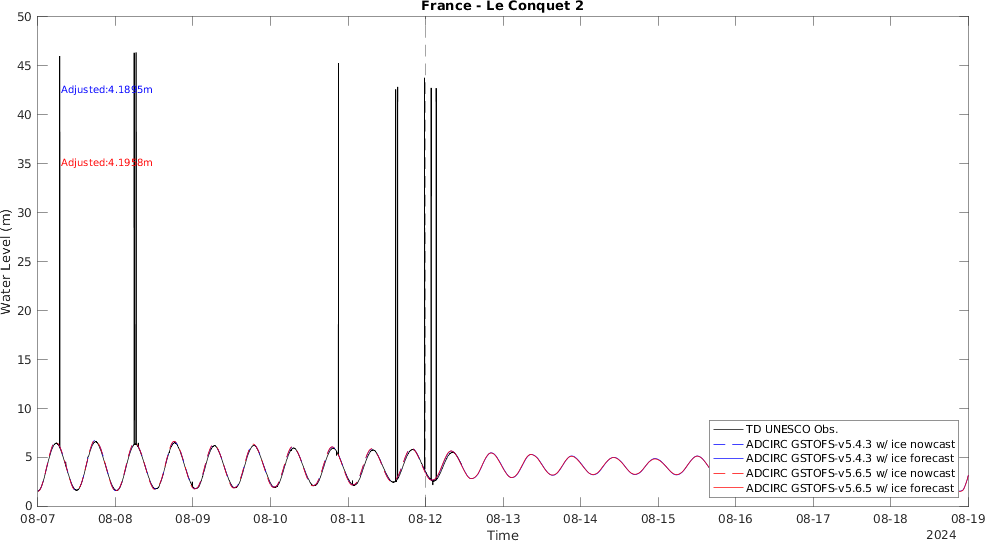 France - Le Conquet 2
50
45
40
35
30
25
20
15
10
5
0
Water Level (m)
Adjusted:4.1895m
Adjusted:4.1958m
TD UNESCO Obs.
ADCIRC GSTOFS-v5.4.3 w/ ice nowcast
ADCIRC GSTOFS-v5.4.3 w/ ice forecast
ADCIRC GSTOFS-v5.6.5 w/ ice nowcast
ADCIRC GSTOFS-v5.6.5 w/ ice forecast
08-07 08-08 08-09 08-10 08-11 08-12 08-13 08-14 08-15 08-16 08-17 08-18 08-19
Time
2024